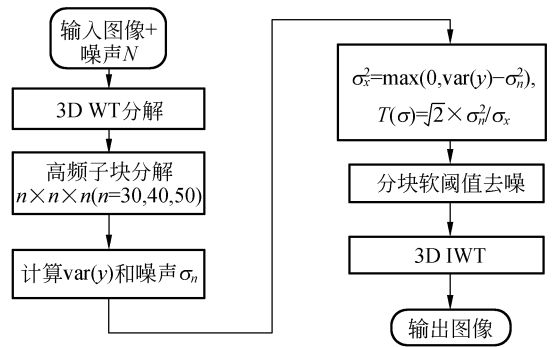 输入图像+
噪声N
3D WT分解
高频子块分解
n×n×n(n=30,40,50)
计算var(y)和噪声σₙ
σₓ²=max(0,var(y)−σₙ²),
T(σ)=√2×σₙ²/σₓ
分块软阈值去噪
3D IWT
输出图像